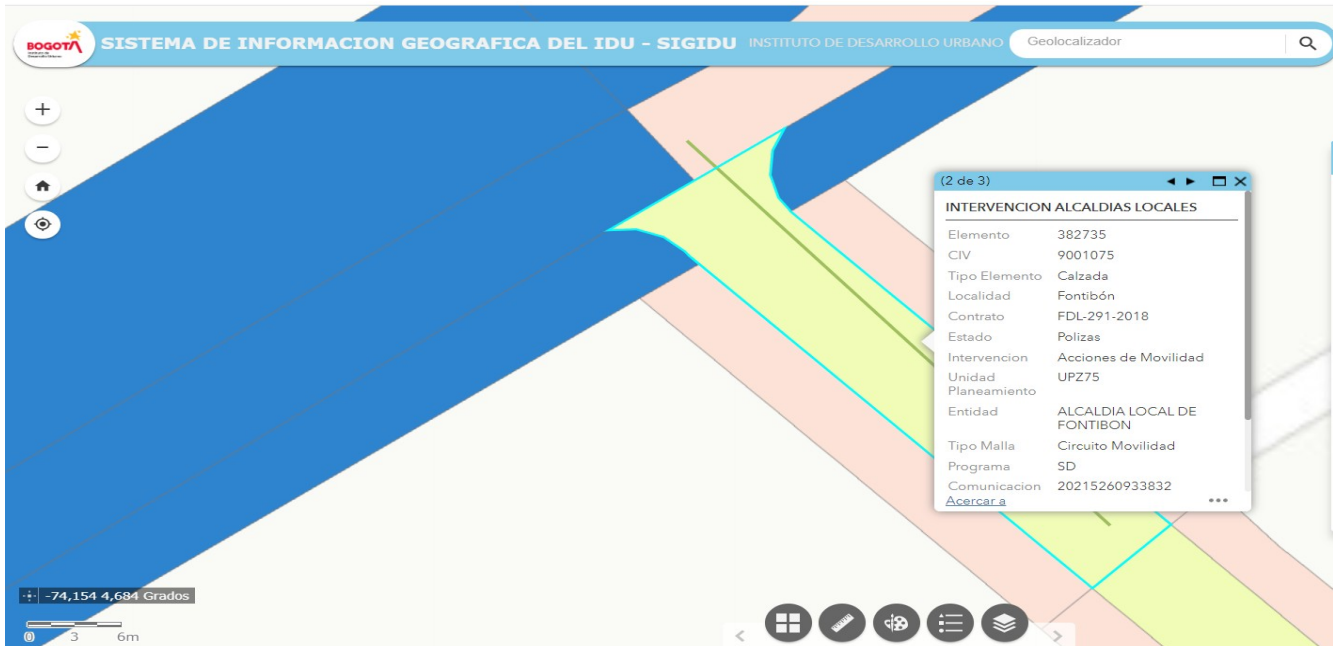 BOGOTÁ
SISTEMA DE INFORMACION GEOGRAFICA DEL IDU - SIGIDU INSTITUTO DE DESARROLLO URBANO Geolocalizador
(2 de 3)
INTERVENCION ALCALDIAS LOCALES
Elemento 382735
CIV 9001075
Tipo Elemento Calzada
Localidad Fontibón
Contrato FDL-291-2018
Estado Polizas
Intervencion Acciones de Movilidad
Unidad UPZ75
Planeamiento
Entidad ALCALDIA LOCAL DE
FONTIBON
Tipo Malla Circuito Movilidad
Programa SD
Comunicacion 20215260933832
Acercar a
-74,154 4,684 Grados
0 3 6m